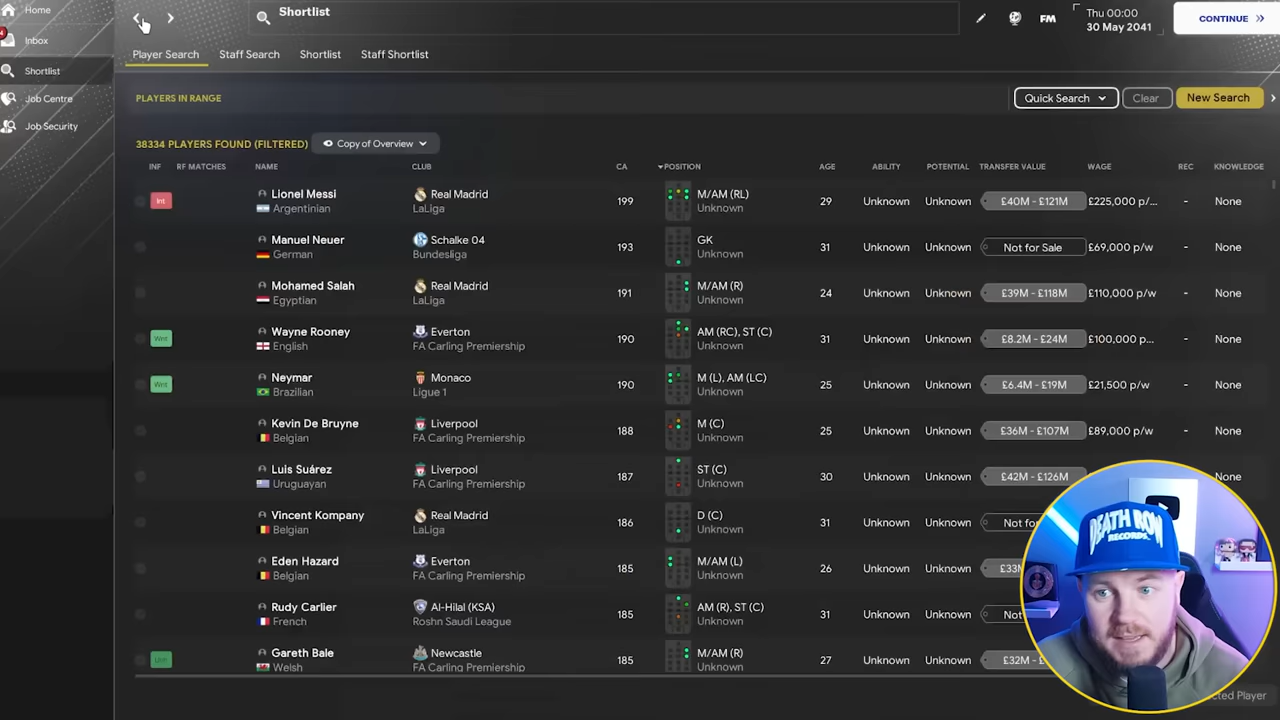 Home
Shortlist
FM
Thu 00:00
30 May 2041
CONTINUE
4
Inbox
Shortlist
Job Centre
Job Security
Player Search
Staff Search
Shortlist
Staff Shortlist
PLAYERS IN RANGE
Quick Search
Clear
New Search
38334 PLAYERS FOUND (FILTERED)
Copy of Overview
INF RF MATCHES NAME CLUB CA POSITION AGE ABILITY POTENTIAL TRANSFER VALUE WAGE REC KNOWLEDGE
Int Lionel Messi Real Madrid 199 M/AM (RL) 29 Unknown Unknown £40M - £121M £225,000 p/w... - None
Argentinian LaLiga Unknown
Manuel Neuer Schalke 04 193 GK 31 Unknown Unknown Not for Sale £69,000 p/w - None
German Bundesliga Unknown
Mohamed Salah Real Madrid 191 M/AM (R) 24 Unknown Unknown £39M - £118M £110,000 p/w - None
Egyptian LaLiga Unknown
Wnt Wayne Rooney Everton 190 AM (RC), ST (C) 31 Unknown Unknown £8.2M - £24M £100,000 p... - None
English FA Carling Premiership Unknown
Wnt Neymar Monaco 190 M (L), AM (LC) 25 Unknown Unknown £6.4M - £19M £21,500 p/w - None
Brazilian Ligue 1 Unknown
Kevin De Bruyne Liverpool 188 M (C) 25 Unknown Unknown £36M - £107M £89,000 p/w - None
Belgian FA Carling Premiership Unknown
Luis Suárez Liverpool 187 ST (C) 30 Unknown Unknown £42M - £126M - None
Uruguayan FA Carling Premiership Unknown
Vincent Kompany Real Madrid 186 D (C) 31 Unknown Unknown Not for
Belgian LaLiga Unknown
Eden Hazard Everton 185 M/AM (L) 26 Unknown Unknown £33M
Belgian FA Carling Premiership Unknown
Rudy Carlier Al-Hilal (KSA) 185 AM (R), ST (C) 31 Unknown Unknown Not
French Roshn Saudi League Unknown
Gareth Bale Newcastle 185 M/AM (R) 27 Unknown Unknown £32M - £
Welsh FA Carling Premiership Unknown
DEATH ROW
RECORDS
Player